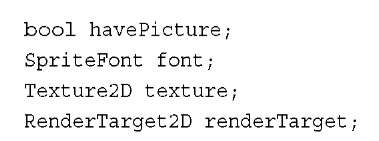 bool havePicture;
SpriteFont font;
Texture2D texture;
RenderTarget2D renderTarget;